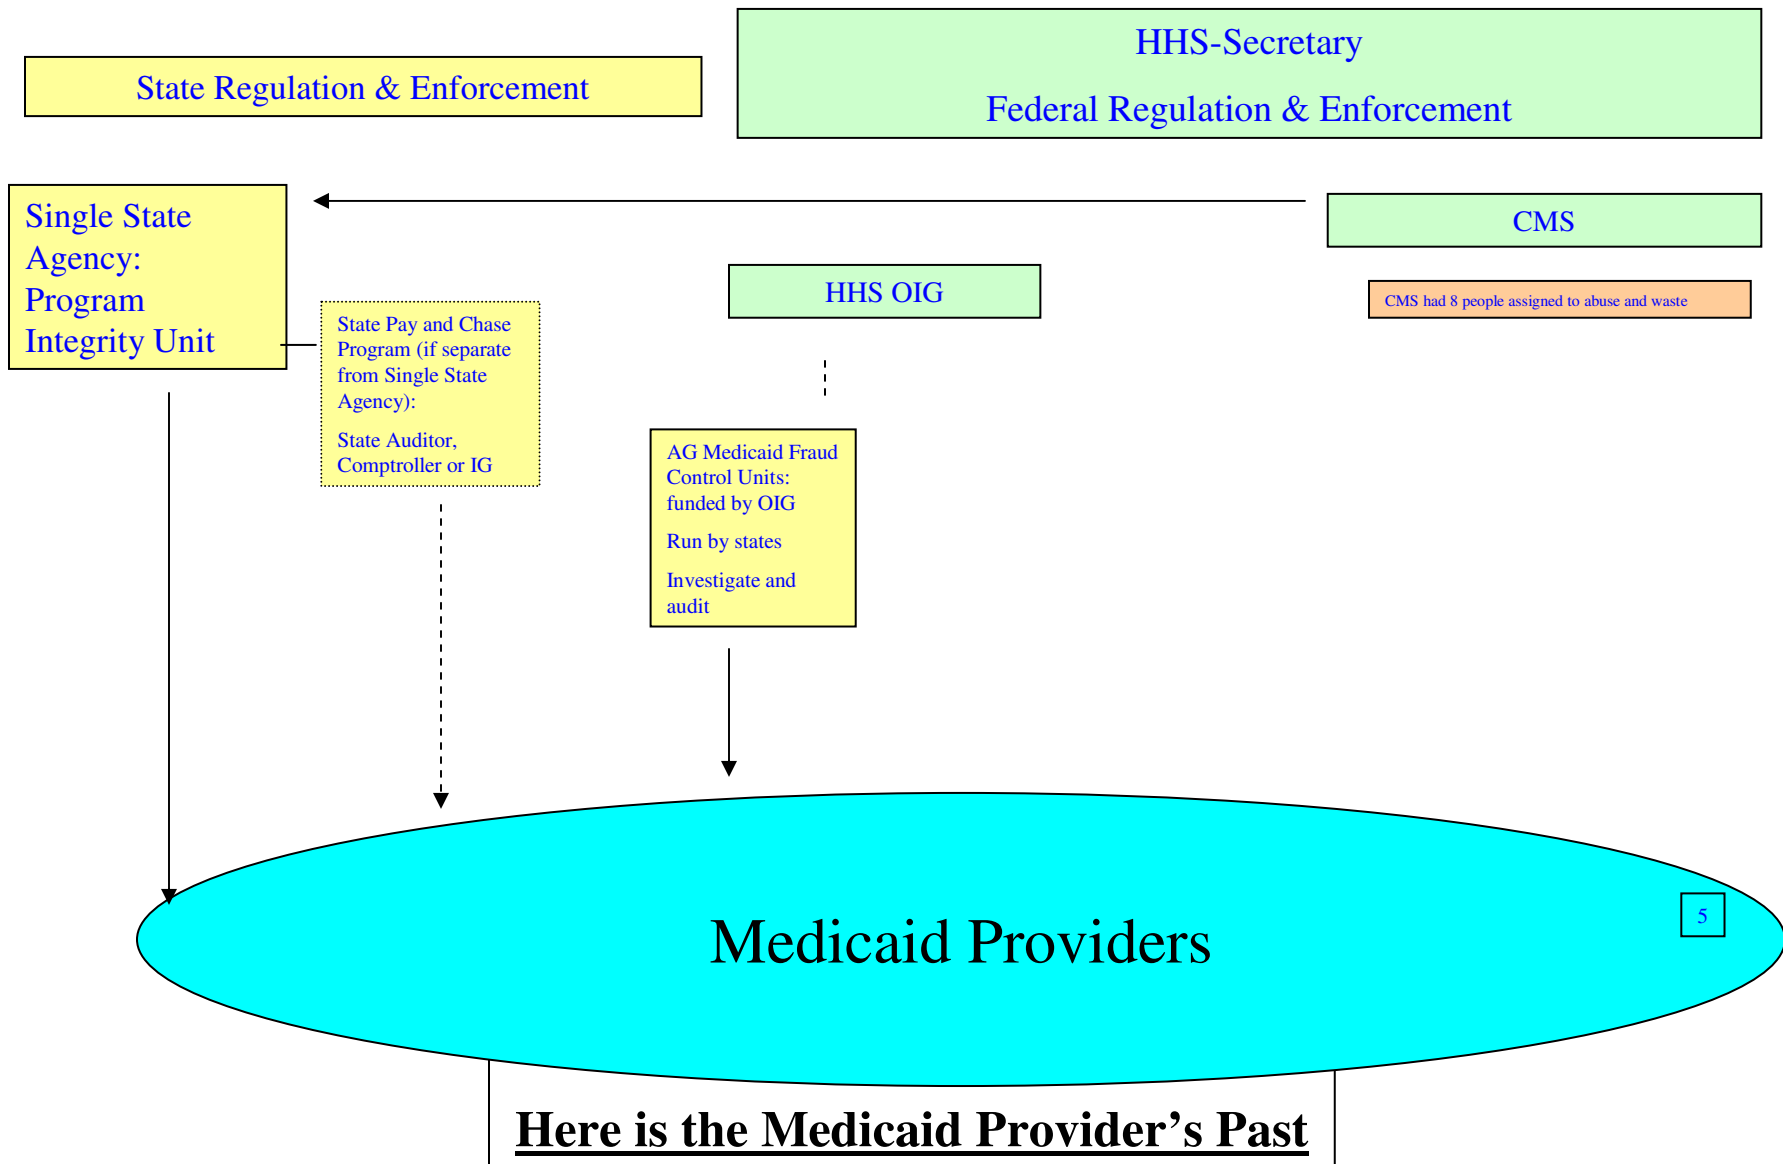 State Regulation & Enforcement
HHS-Secretary
Federal Regulation & Enforcement
Single State
Agency:
Program
Integrity Unit
CMS
HHS OIG
CMS had 8 people assigned to abuse and waste
State Pay and Chase
Program (if separate
from Single State
Agency):
State Auditor,
Comptroller or IG
AG Medicaid Fraud
Control Units:
funded by OIG
Run by states
Investigate and
audit
Medicaid Providers
5
Here is the Medicaid Provider’s Past